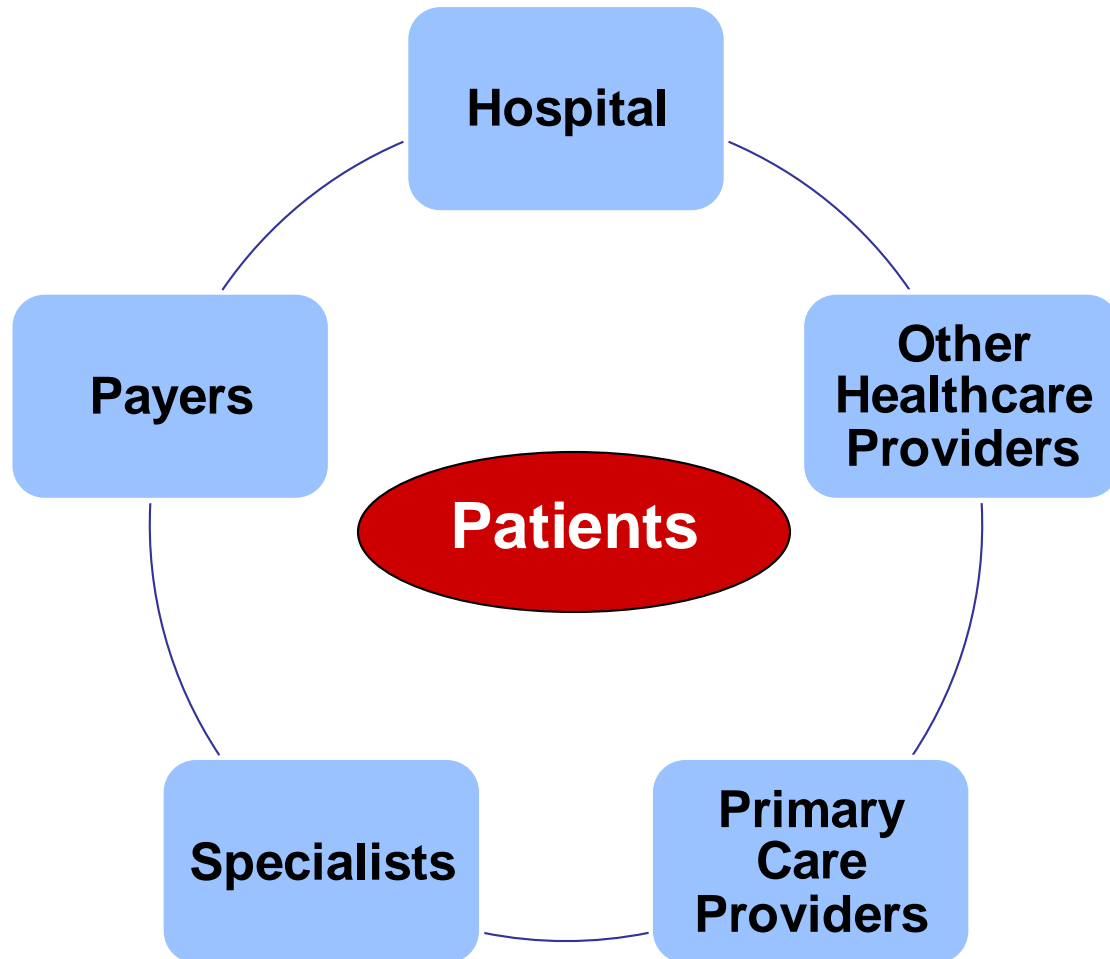 Hospital
Other
Healthcare
Providers
Payers
Patients
Primary
Care
Providers
Specialists